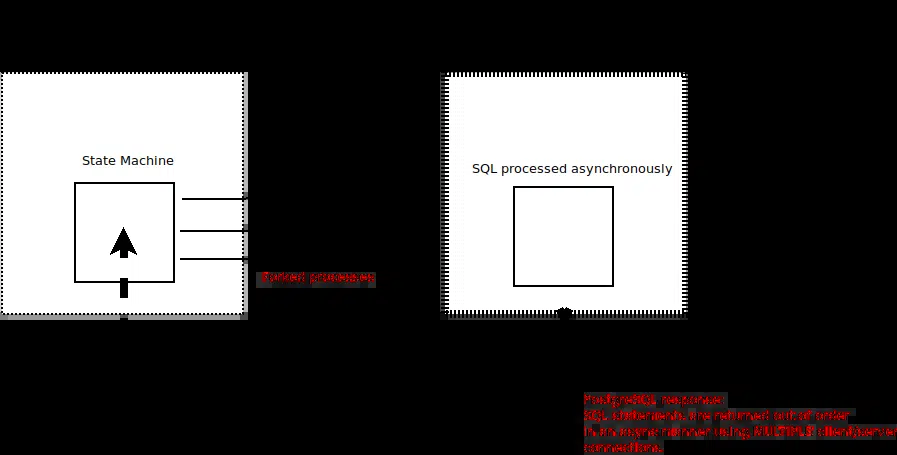 State Machine
SQL processed asynchronously
Forked processes
PostgreSQL response:
SQL statements are returned out of order
in an async manner using MULTIPLE client/server
connections.